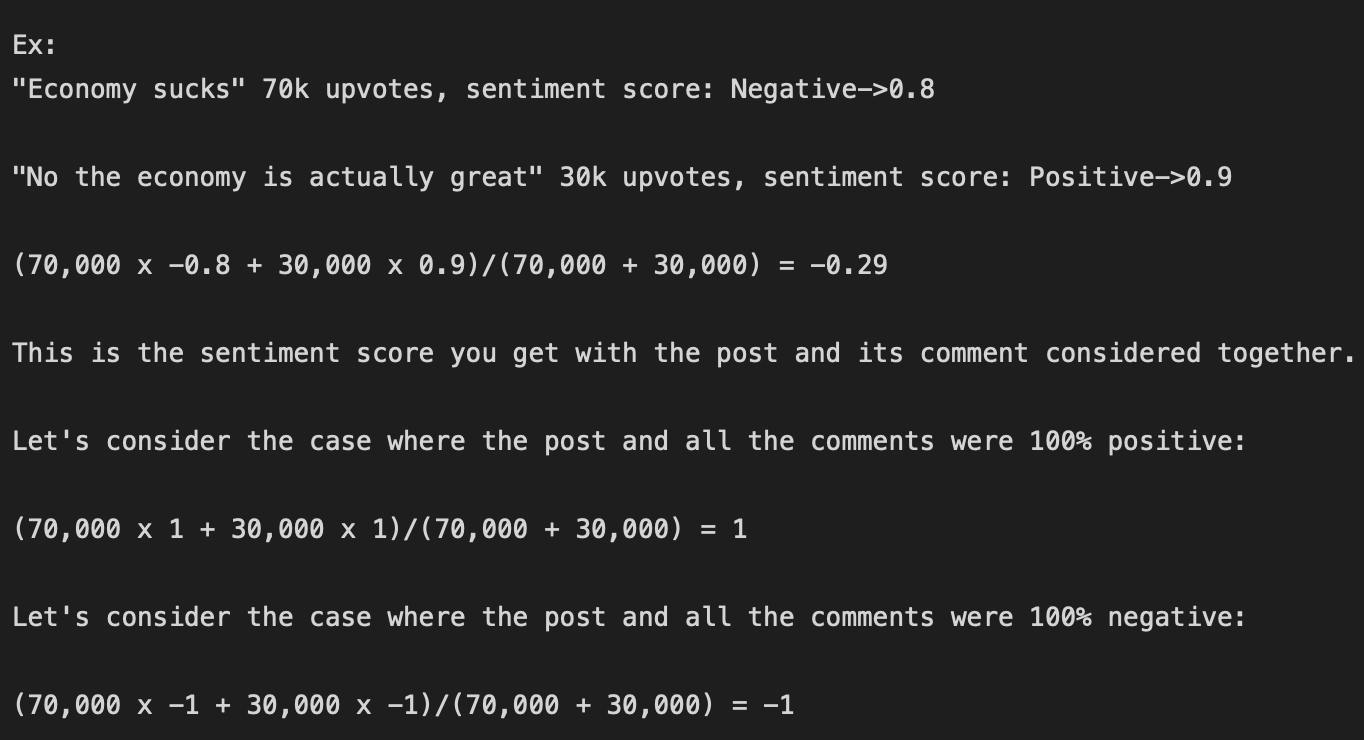 Ex:
"Economy sucks" 70k upvotes, sentiment score: Negative->0.8
"No the economy is actually great" 30k upvotes, sentiment score: Positive->0.9
(70,000 x -0.8 + 30,000 x 0.9)/(70,000 + 30,000) = -0.29
This is the sentiment score you get with the post and its comment considered together.
Let's consider the case where the post and all the comments were 100% positive:
(70,000 x 1 + 30,000 x 1)/(70,000 + 30,000) = 1
Let's consider the case where the post and all the comments were 100% negative:
(70,000 x -1 + 30,000 x -1)/(70,000 + 30,000) = -1